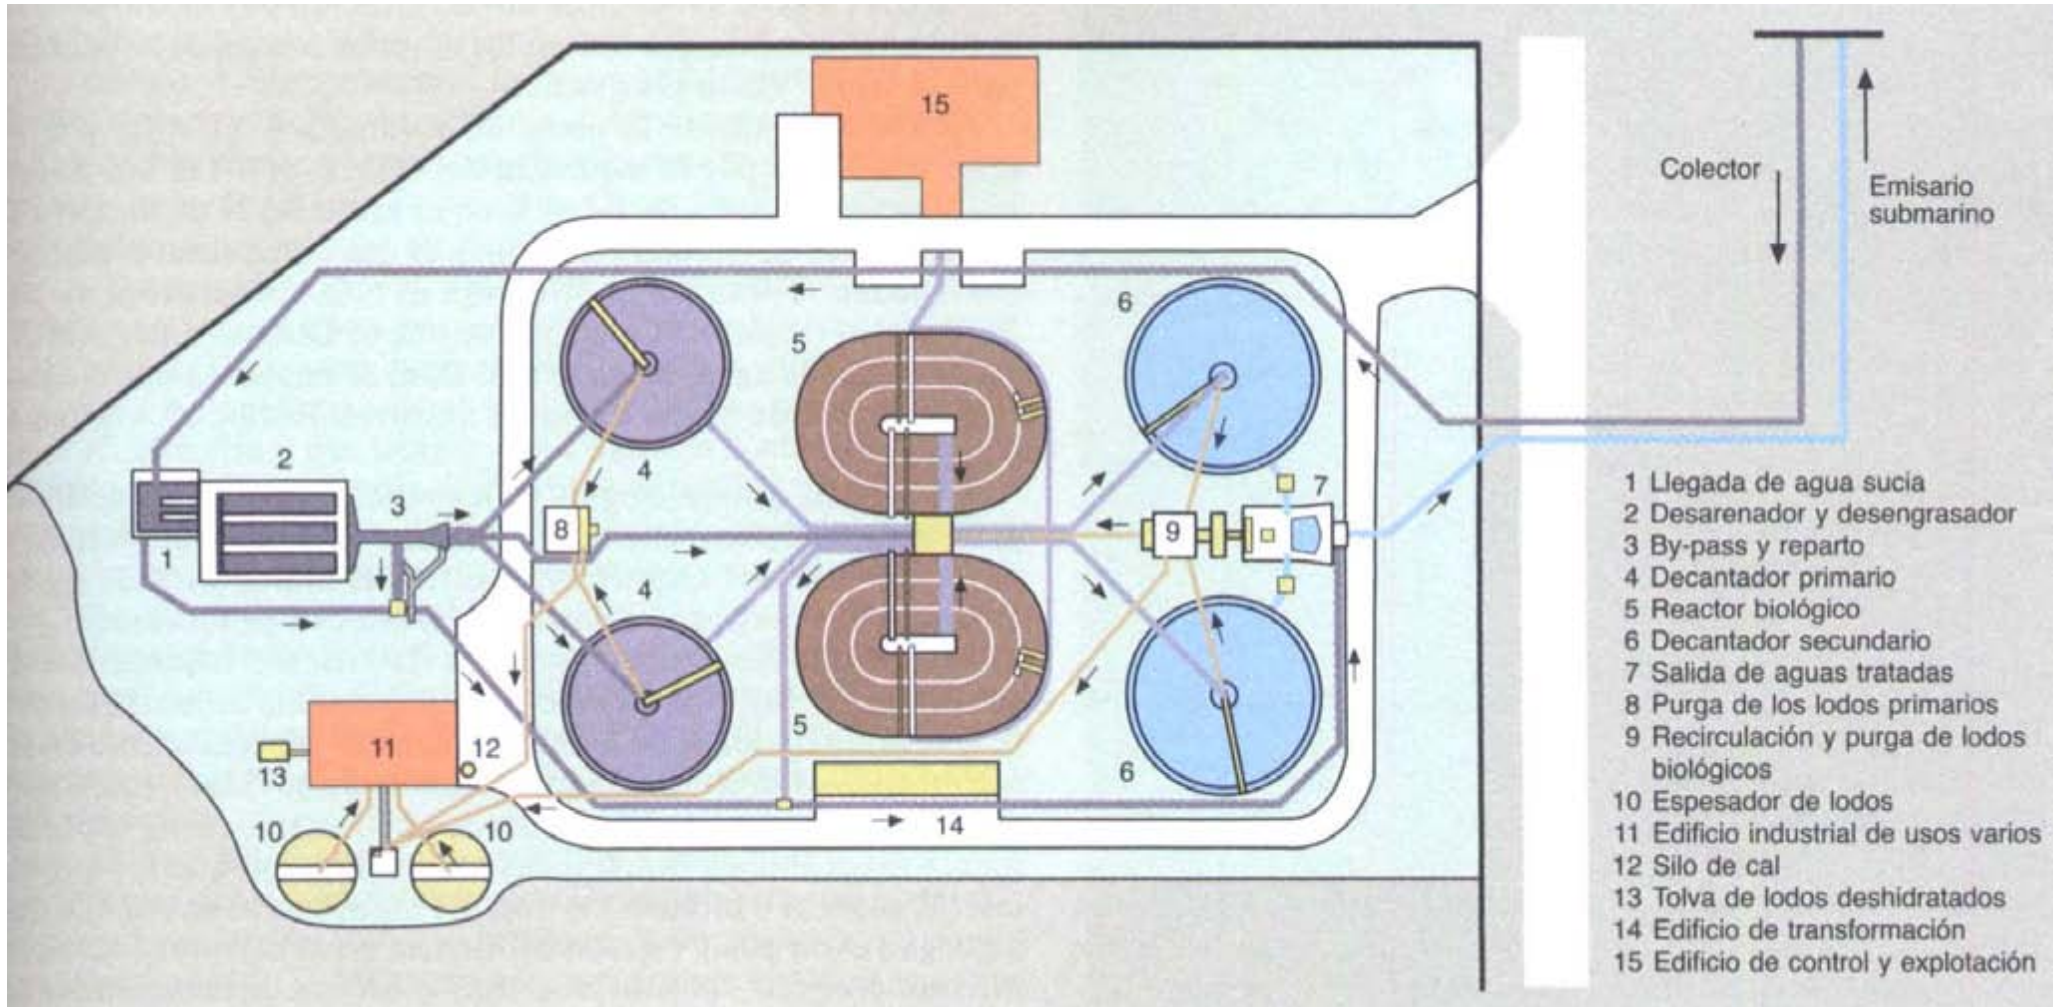 15
Colector
Emisario
submarino
6
5
2
4
3
7
8
9
1
4
5
11
12
13
6
10
10
14
1 Llegada de agua sucia
2 Desarenador y desengrasador
3 By-pass y reparto
4 Decantador primario
5 Reactor biológico
6 Decantador secundario
7 Salida de aguas tratadas
8 Purga de los lodos primarios
9 Recirculación y purga de lodos
biológicos
10 Espesador de lodos
11 Edificio industrial de usos varios
12 Silo de cal
13 Tolva de lodos deshidratados
14 Edificio de transformación
15 Edificio de control y explotación